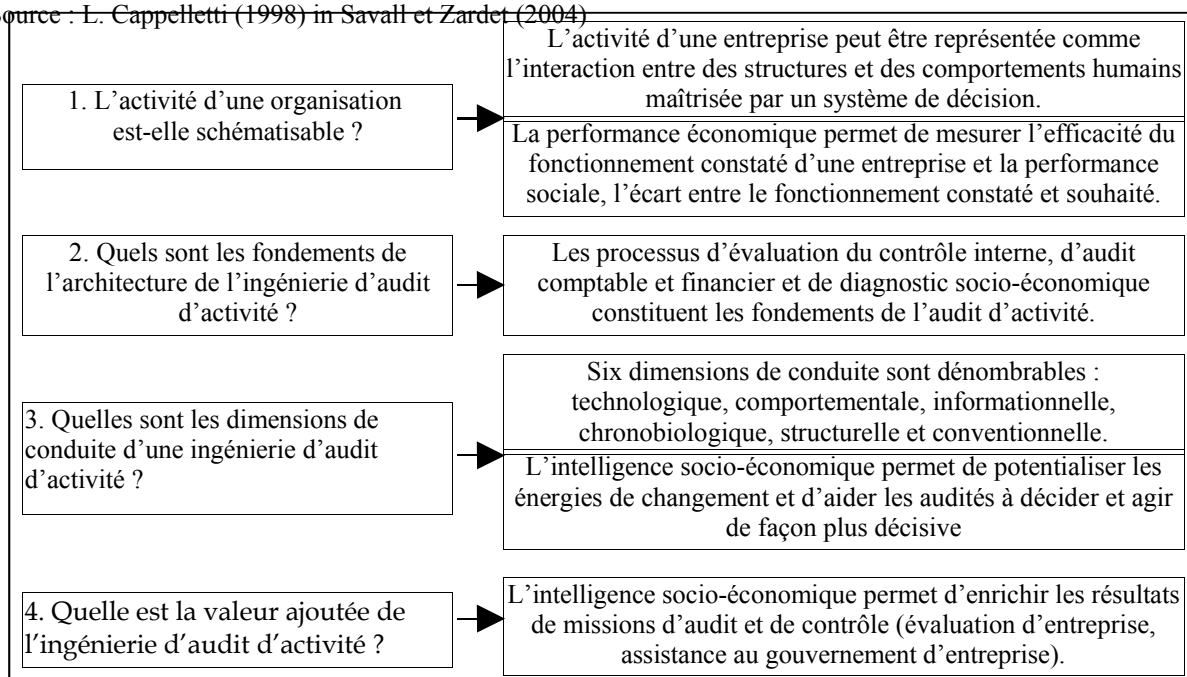 Source : L. Cappelletti (1998) in Savall et Zardet (2004)
1. L’activité d’une organisation
est-elle schématisable ?
L’activité d’une entreprise peut être représentée comme
l’interaction entre des structures et des comportements humains
maîtrisée par un système de décision.
La performance économique permet de mesurer l’efficacité du
fonctionnement constaté d’une entreprise et la performance
sociale, l’écart entre le fonctionnement constaté et souhaité.
2. Quels sont les fondements de
l’architecture de l’ingénierie d’audit
d’activité ?
Les processus d’évaluation du contrôle interne, d’audit
comptable et financier et de diagnostic socio-économique
constituent les fondements de l’audit d’activité.
3. Quelles sont les dimensions de
conduite d’une ingénierie d’audit
d’activité ?
Six dimensions de conduite sont dénombrables :
technologique, comportementale, informationnelle,
chronobiologique, structurelle et conventionnelle.
L’intelligence socio-économique permet de potentialiser les
énergies de changement et d’aider les audités à décider et agir
de façon plus décisive
4. Quelle est la valeur ajoutée de
l’ingénierie d’audit d’activité ?
L’intelligence socio-économique permet d’enrichir les résultats
de missions d’audit et de contrôle (évaluation d’entreprise,
assistance au gouvernement d’entreprise).